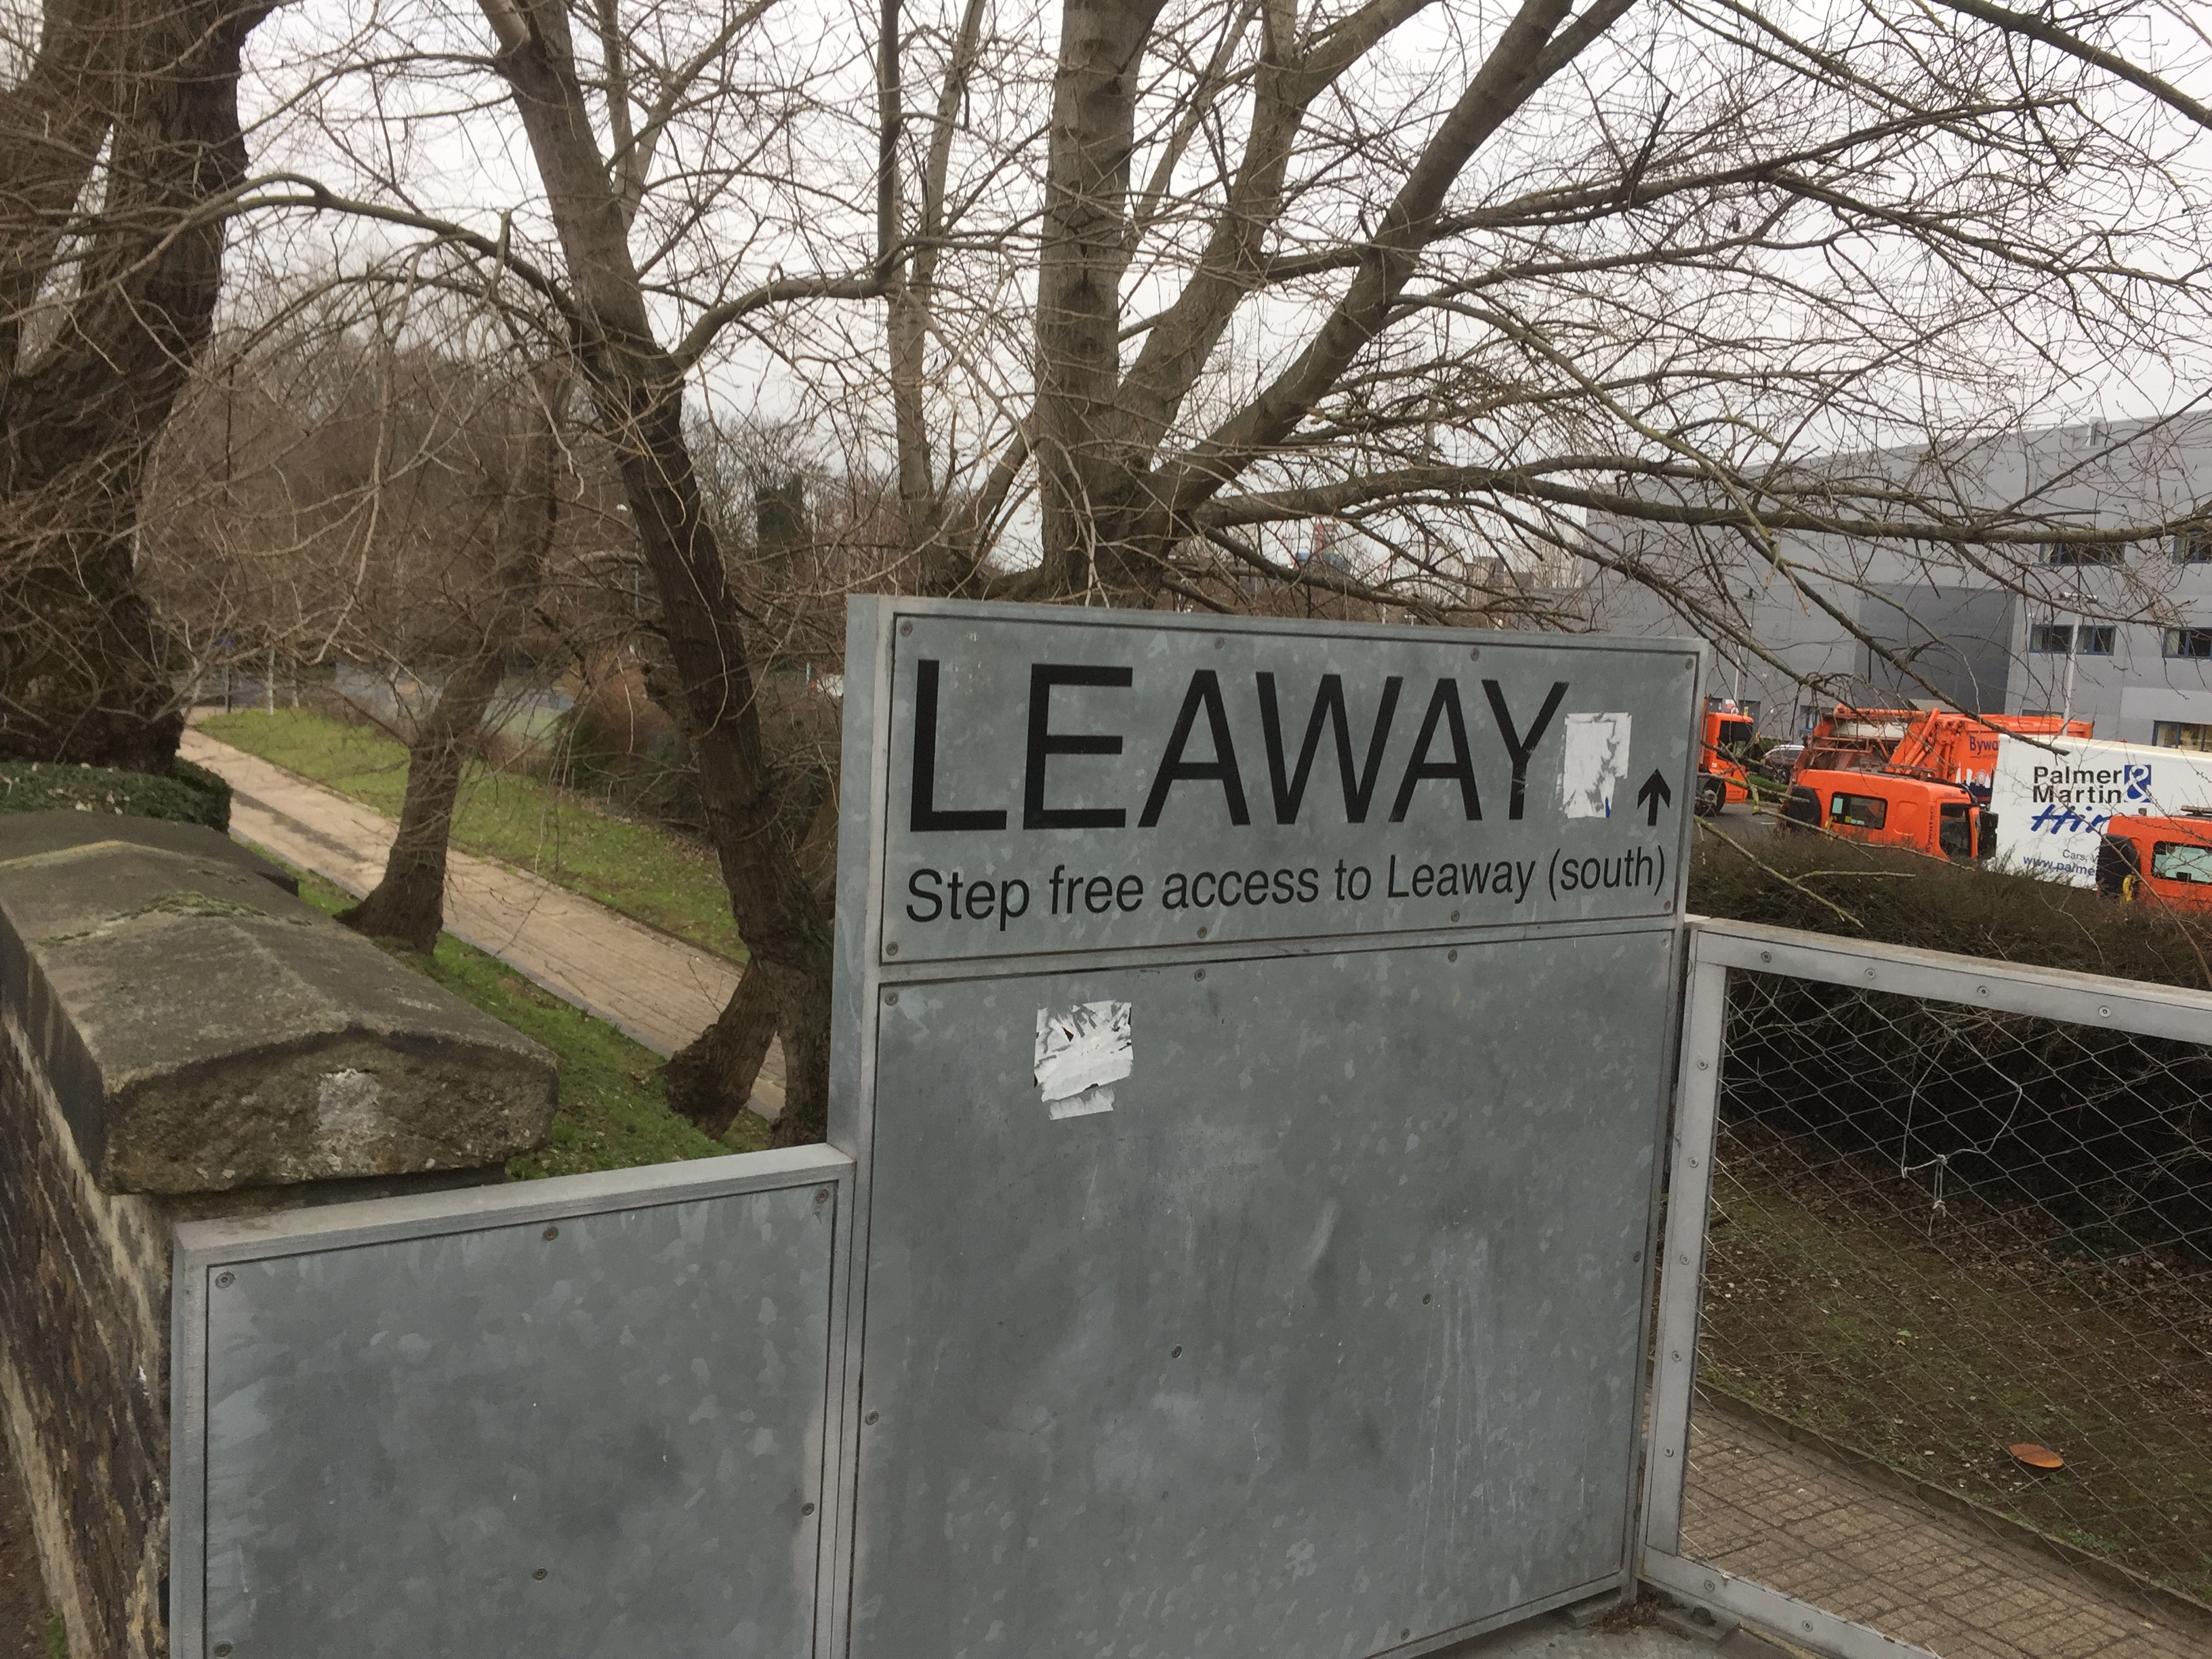 LEAWAY
Step free access to Leaway (south)
Palmer &
Martin